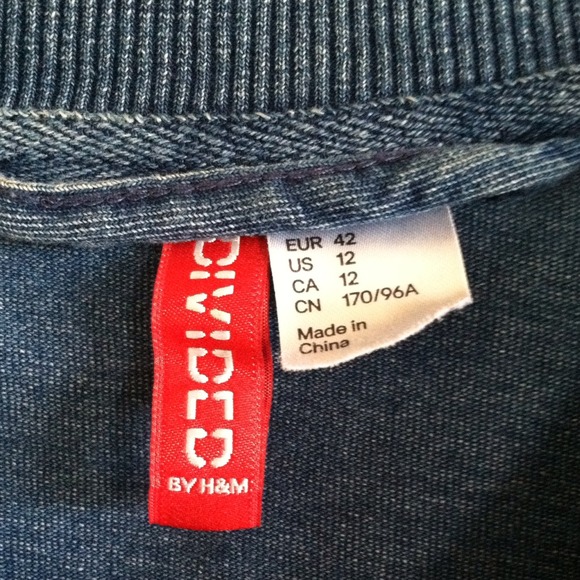 DIVIDED
BY H&M
EUR 42
US 12
CA 12
CN 170/96A
Made in
China